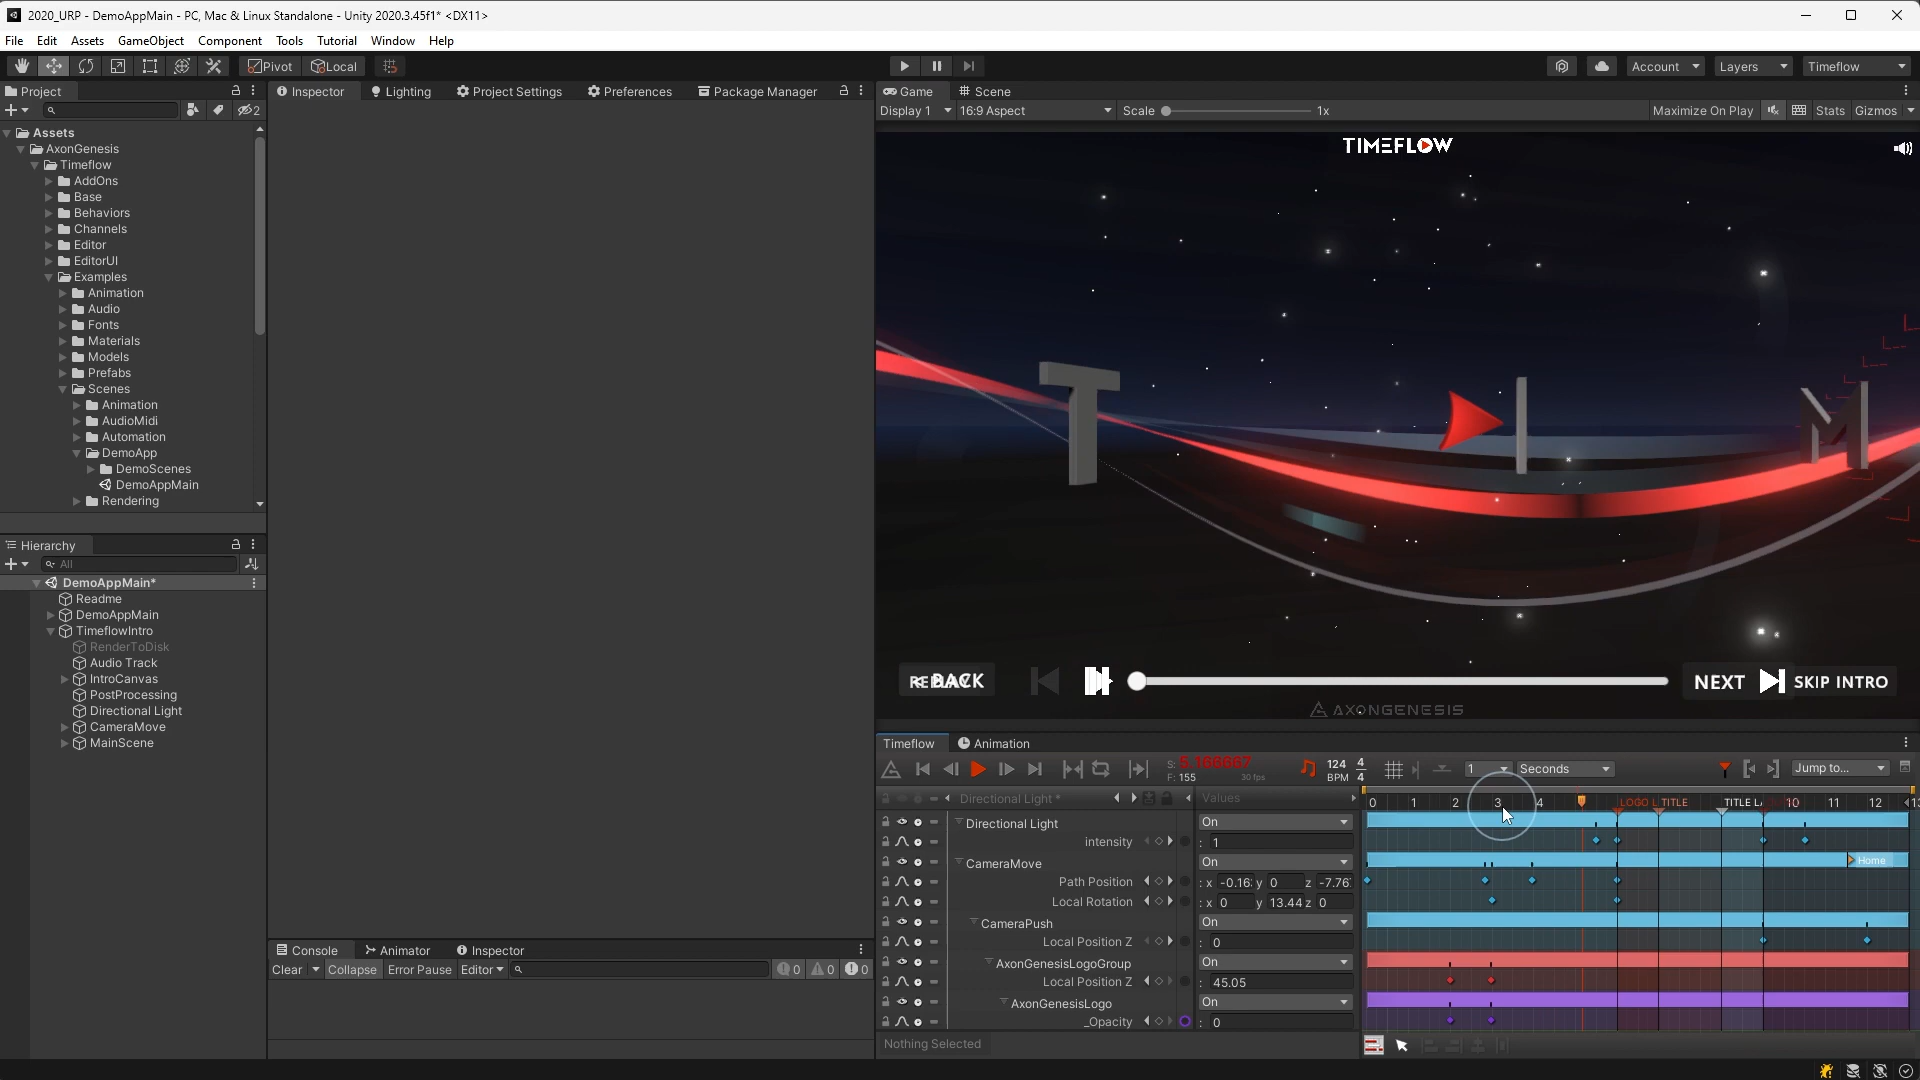 2020_URP - DemoAppMain - PC, Mac & Linux Standalone - Unity 2020.3.45f1* <DX11>
File Edit Assets GameObject Component Tools Tutorial Window Help
Pivot Local Account Layers Timeflow
Project
2
Assets
AxonGenesis
Timeflow
AddOns
Base
Behaviors
Channels
Editor
EditorUI
Examples
Animation
Audio
Fonts
Materials
Models
Prefabs
Scenes
Animation
AudioMidi
Automation
DemoApp
DemoScenes
DemoAppMain
Rendering
Hierarchy
All
DemoAppMain*
Readme
DemoAppMain
TimeflowIntro
RenderToDisk
Audio Track
IntroCanvas
PostProcessing
Directional Light
CameraMove
MainScene
Inspector Lighting Project Settings Preferences Package Manager
Console Animator Inspector
Clear Collapse Error Pause Editor 0 0 0
Game Scene
Display 1 16:9 Aspect Scale 1x Maximize On Play Stats Gizmos
TIMEFLOW
T I M
BACK NEXT SKIP INTRO
AXONGENESIS
Timeflow Animation
S: 5.166667
F: 155 30 fps
124 BPM 4/4 1 Seconds Jump to...
Directional Light * Values 0 1 2 3 4 LOGO L TITLE TITLE L 10 11 12
Directional Light On
intensity : 1
CameraMove On Home
Path Position : x -0.16 y 0 z -7.76
Local Rotation : x 0 y 13.44 z 0
CameraPush On
Local Position Z : 0
AxonGenesisLogoGroup On
Local Position Z : 45.05
AxonGenesisLogo On
_Opacity : 0
Nothing Selected